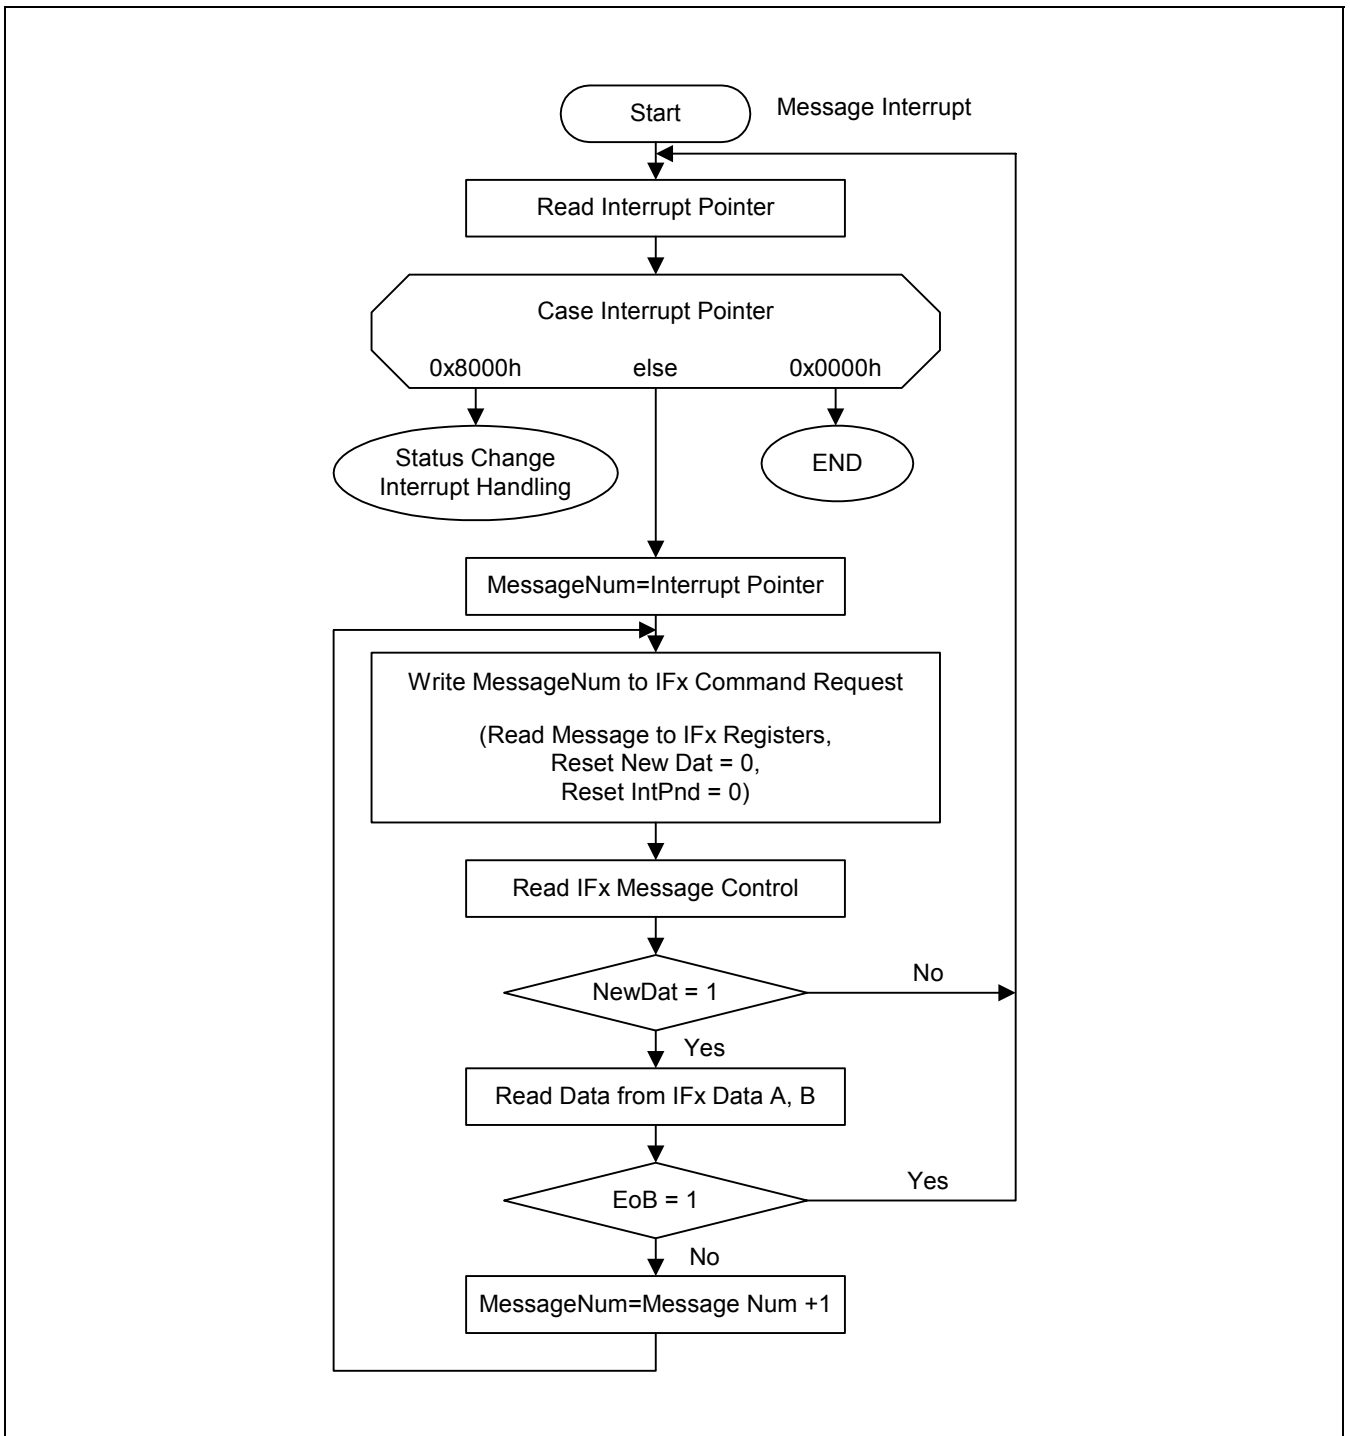 Start
Message Interrupt
Read Interrupt Pointer
Case Interrupt Pointer
0x8000h
else
0x0000h
Status Change
Interrupt Handling
END
MessageNum=Interrupt Pointer
Write MessageNum to IFx Command Request
(Read Message to IFx Registers,
Reset New Dat = 0,
Reset IntPnd = 0)
Read IFx Message Control
NewDat = 1
No
Yes
Read Data from IFx Data A, B
EoB = 1
Yes
No
MessageNum=Message Num +1